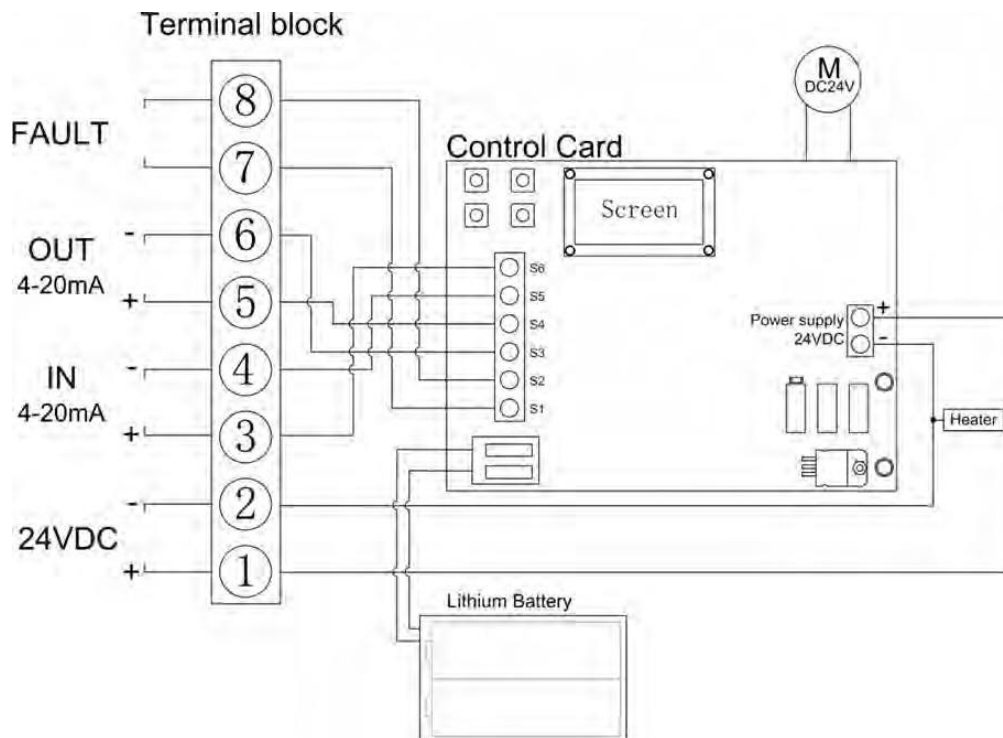 Terminal block
8
FAULT
7
6
-
OUT
4-20mA
+
5
4
-
IN
4-20mA
+
3
2
-
24VDC
+
1
M
DC24V
Control Card
Screen
S6
S5
S4
S3
S2
S1
Power supply
24VDC
+
-
Heater
Lithium Battery